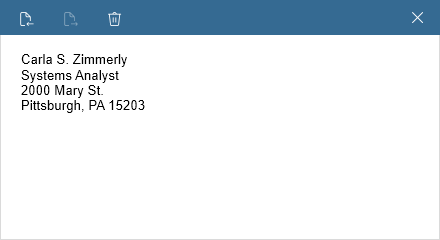 Carla S. Zimmerly
Systems Analyst
2000 Mary St.
Pittsburgh, PA 15203